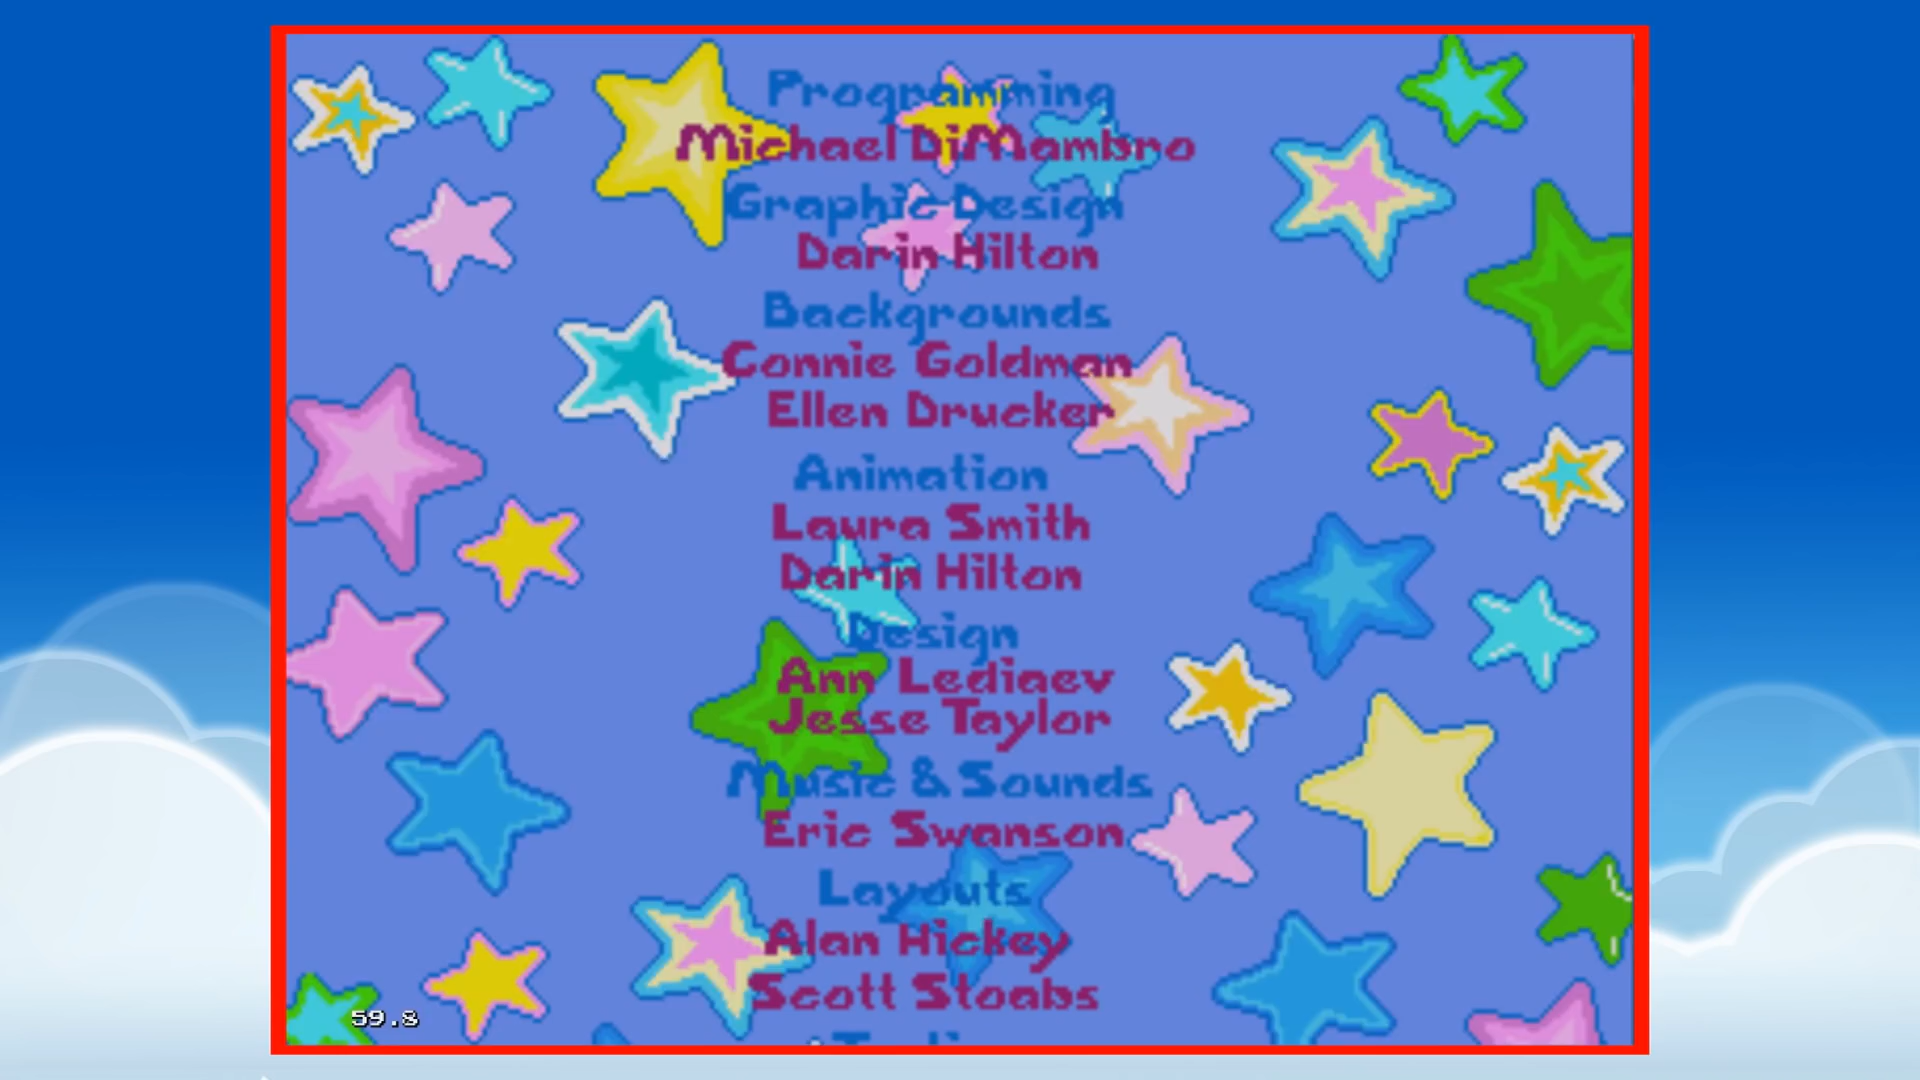 Programming
Michael DiMambro
Graphic Design
Darin Hilton
Backgrounds
Connie Goldman
Ellen Drucker
Animation
Laura Smith
Darin Hilton
Design
Ann Lediaev
Jesse Taylor
Music & Sounds
Eric Swanson
Layouts
Alan Hickey
Scott Stoabs
59.8